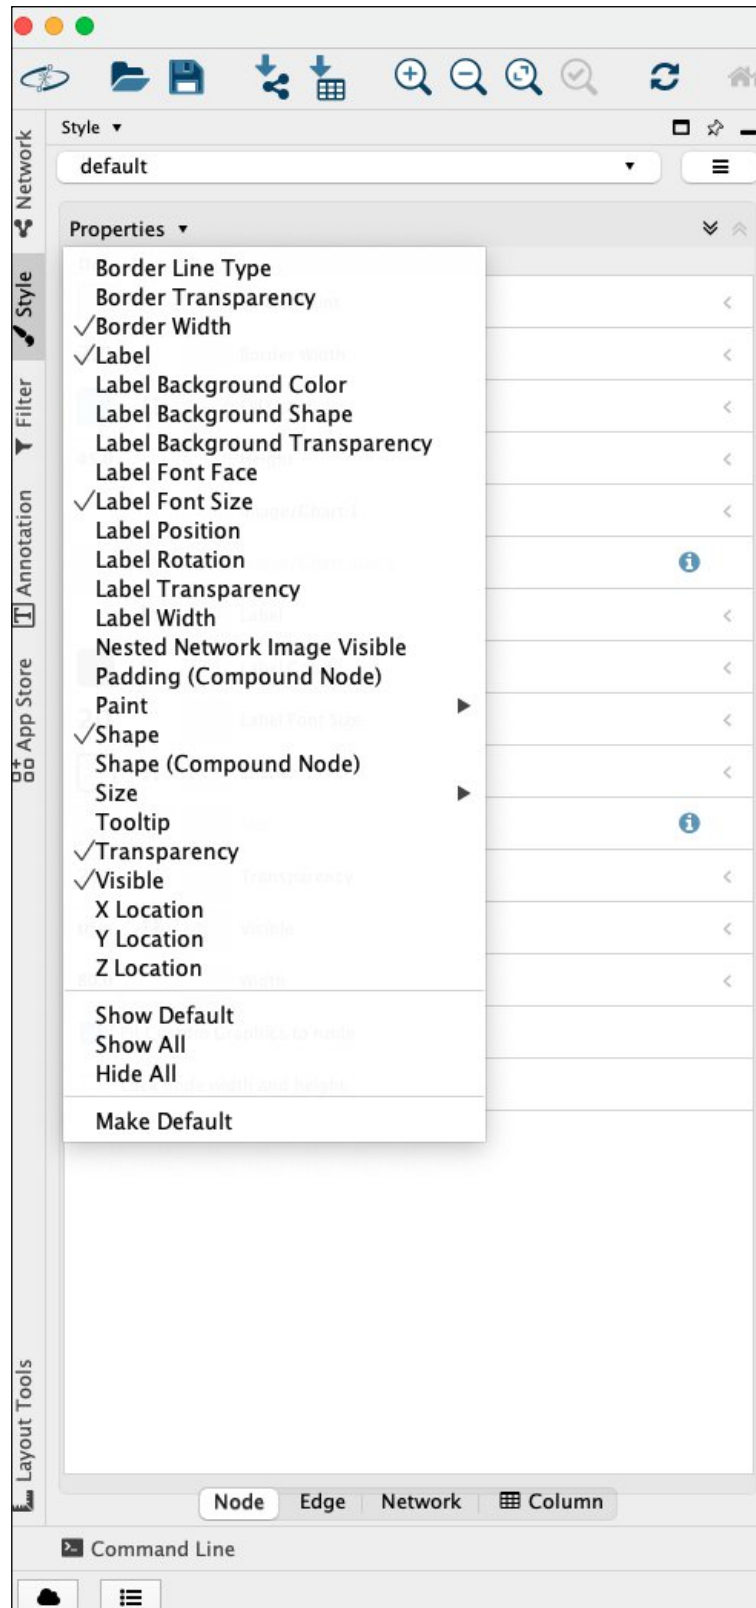 Style
default
Properties
Border Line Type
Border Transparency
Border Width
Label
Label Background Color
Label Background Shape
Label Background Transparency
Label Font Face
Label Font Size
Label Position
Label Rotation
Label Transparency
Label Width
Nested Network Image Visible
Padding (Compound Node)
Paint
Shape
Shape (Compound Node)
Size
Tooltip
Transparency
Visible
X Location
Y Location
Z Location
Show Default
Show All
Hide All
Make Default
Network
Style
Filter
Annotation
App Store
Layout Tools
Node Edge Network Column
Command Line